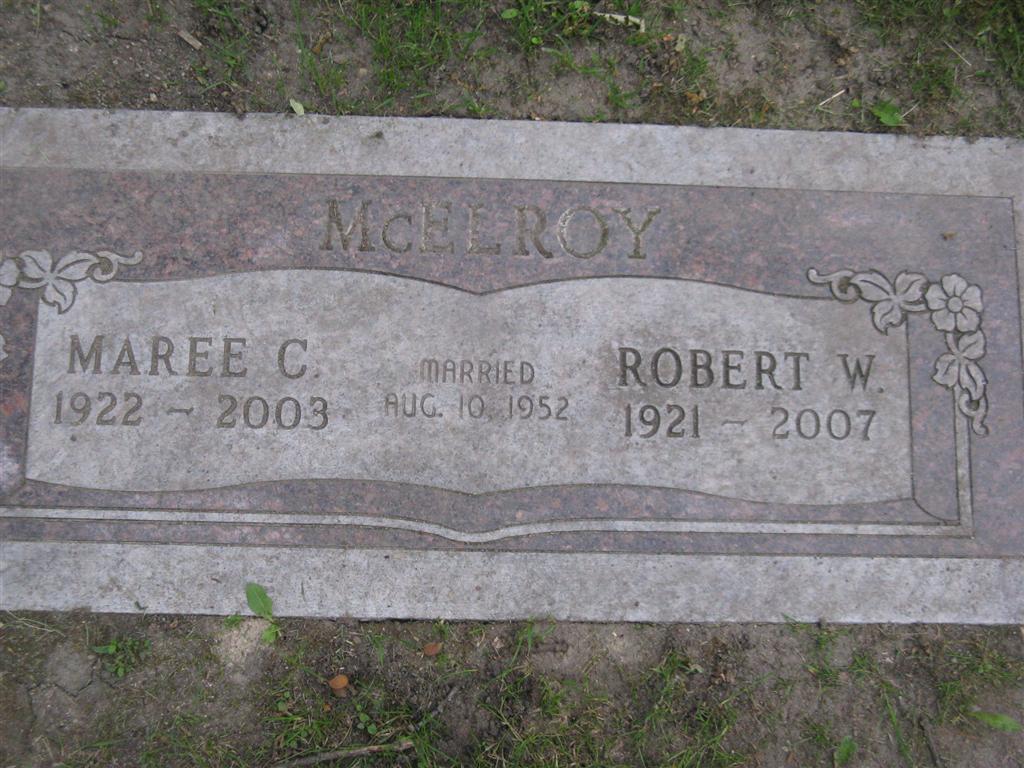 McELROY
MAREE C.
1922 ~ 2003
MARRIED
AUG. 10, 1952
ROBERT W.
1921 ~ 2007